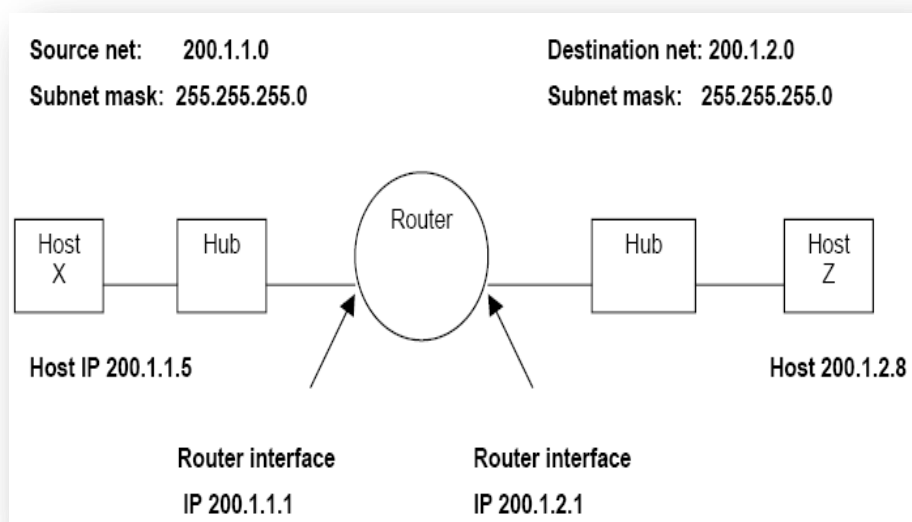 Source net: 200.1.1.0
Destination net: 200.1.2.0
Subnet mask: 255.255.255.0
Subnet mask: 255.255.255.0
Host
X
Hub
Router
Hub
Host
Z
Host IP 200.1.1.5
Host 200.1.2.8
Router interface
IP 200.1.1.1
Router interface
IP 200.1.2.1